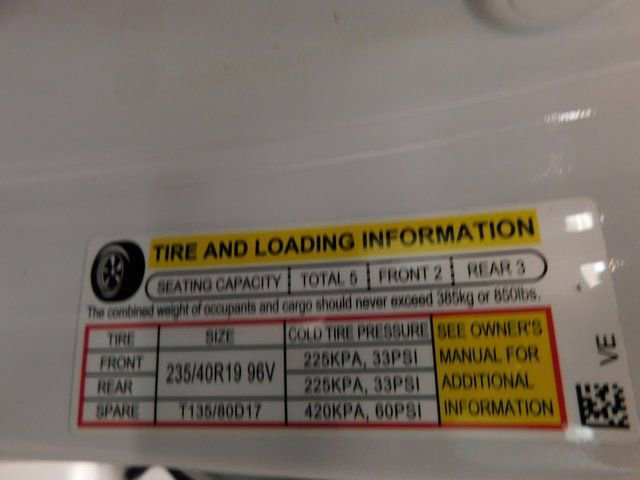 TIRE AND LOADING INFORMATION
SEATING CAPACITY TOTAL 5 FRONT 2 REAR 3
The combined weight of occupants and cargo should never exceed 385kg or 850lbs.
TIRE SIZE COLD TIRE PRESSURE
FRONT 235/40R19 96V 225KPA, 33PSI
REAR 225KPA, 33PSI
SPARE T135/80D17 420KPA, 60PSI
SEE OWNER'S
MANUAL FOR
ADDITIONAL
INFORMATION
VE